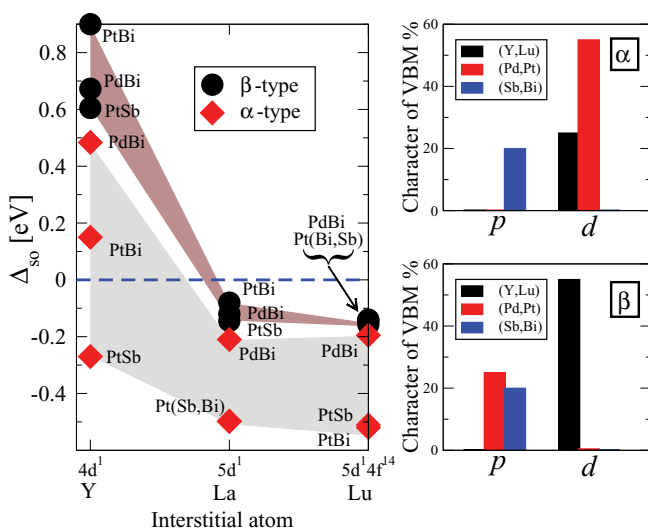 0.8
0.6
0.4
0.2
0
-0.2
-0.4
Δso [eV]
PtBi
PdBi
PtSb
PdBi
PtBi
PtSb
β-type
α-type
PtBi
PdBi
PtSb
PdBi
Pt(Sb,Bi)
PdBi
Pt(Bi,Sb)
PdBi
PtSb
PtBi
4d¹
Y
5d¹
La
5d¹4f¹⁴
Lu
Interstitial atom
60
40
20
0
Character of VBM %
(Y,Lu)
(Pd,Pt)
(Sb,Bi)
α
p
d
60
40
20
0
Character of VBM %
(Y,Lu)
(Pd,Pt)
(Sb,Bi)
β
p
d